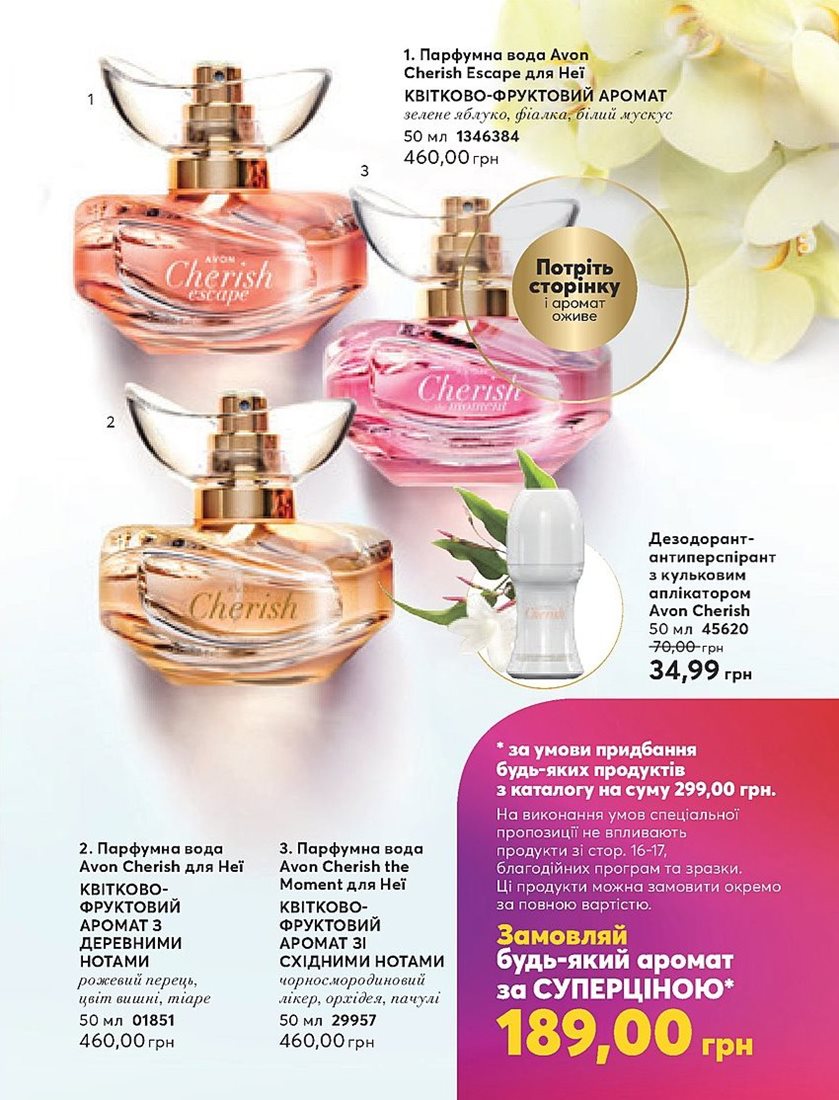 1
1. Парфумна вода Avon
Cherish Escape для Неї
КВІТКОВО-ФРУКТОВИЙ АРОМАТ
зелене яблуко, фіалка, білий мускус
50 мл 1346384
460,00 грн
3
AVON
Cherish
escape
Потріть
сторінку
і аромат
оживе
Cherish
the moment
2
Cherish
Cherish
Дезодорант-
антиперспірант
з кульковим
аплікатором
Avon Cherish
50 мл 45620
70,00 грн
34,99 грн
* за умови придбання
будь-яких продуктів
з каталогу на суму 299,00 грн.
На виконання умов спеціальної
пропозиції не впливають
продукти зі стор. 16-17,
благодійних програм та зразки.
Ці продукти можна замовити окремо
за повною вартістю.
Замовляй
будь-який аромат
за СУПЕРЦІНОЮ*
189,00 грн
2. Парфумна вода
Avon Cherish для Неї
КВІТКОВО-
ФРУКТОВИЙ
АРОМАТ З
ДЕРЕВНИМИ
НОТАМИ
рожевий перець,
цвіт вишні, тіаре
50 мл 01851
460,00 грн
3. Парфумна вода
Avon Cherish the
Moment для Неї
КВІТКОВО-
ФРУКТОВИЙ
АРОМАТ ЗІ
СХІДНИМИ НОТАМИ
чорносмородиновий
лікер, орхідея, пачулі
50 мл 29957
460,00 грн